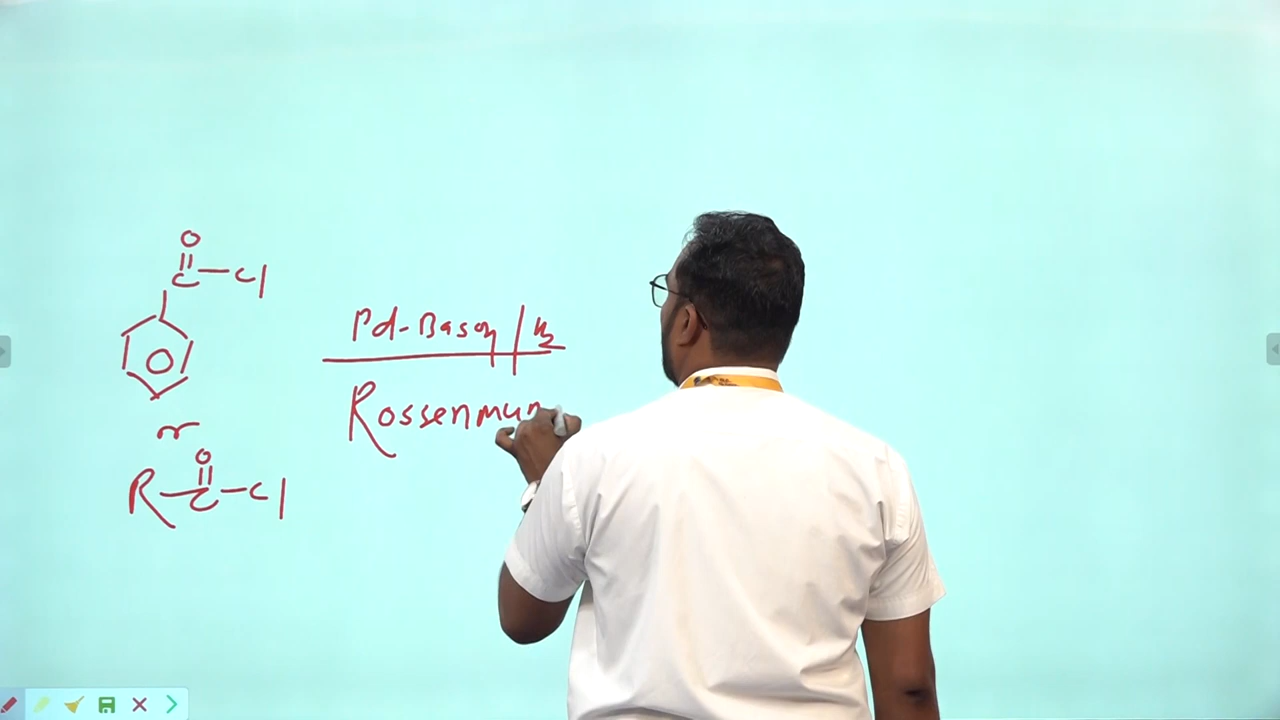 O
C-Cl
Pd-BaSO4/H2
Rossenmun
or
O
R-C-Cl